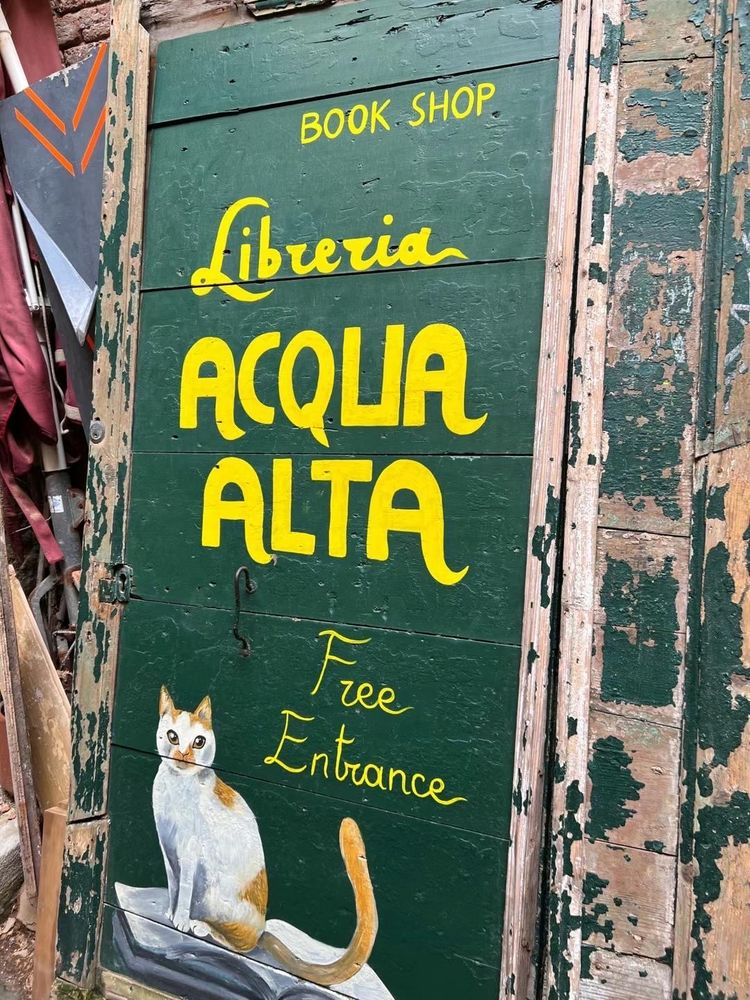 BOOK SHOP
Libreria
ACQUA
ALTA
Free
Entrance